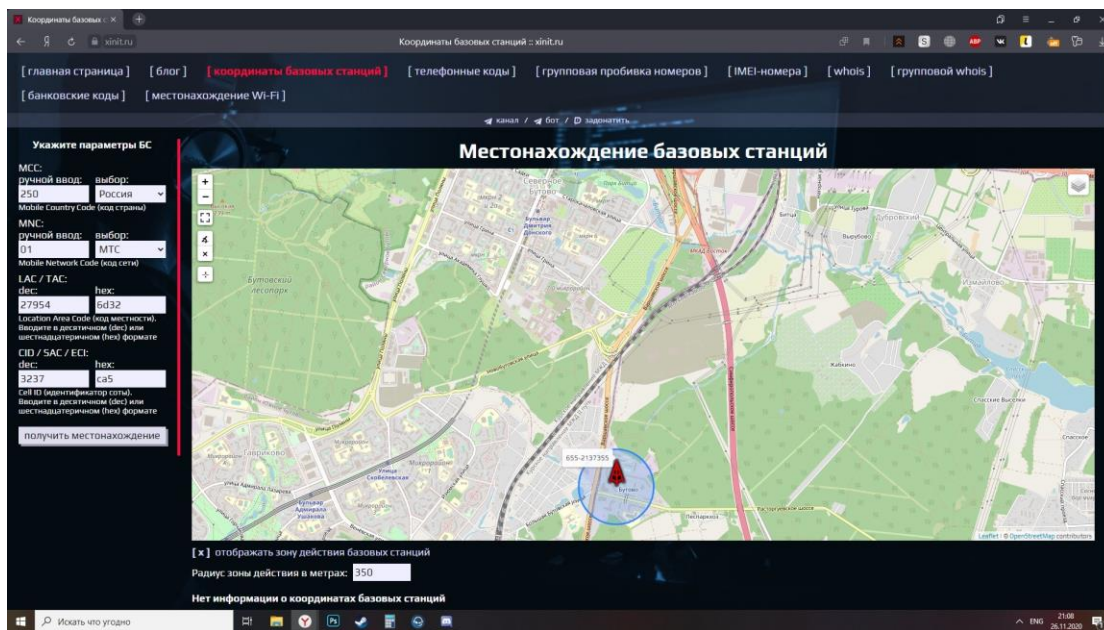 Координаты базовых с
xinit.ru
Координаты базовых станций :: xinit.ru
[ главная страница ] [ блог ] [ координаты базовых станций ] [ телефонные коды ] [ групповая пробивка номеров ] [ IMEI-номера ] [ whois ] [ групповой whois ]
[ банковские коды ] [ местонахождение Wi-Fi ]
канал / бот / задонатить
Укажите параметры БС
MCC:
ручной ввод: выбор:
250 Россия
Mobile Country Code (код страны)
MNC:
ручной ввод: выбор:
01 МТС
Mobile Network Code (код сети)
LAC / TAC:
dec: hex:
27954 6d32
Location Area Code (код местности).
Вводите в десятичном (dec) или
шестнадцатеричном (hex) формате
CID / SAC / ECI:
dec: hex:
3237 ca5
Cell ID (идентификатор соты).
Вводите в десятичном (dec) или
шестнадцатеричном (hex) формате
получить местонахождение
Местонахождение базовых станций
+
−
Северное
Бутово
Бульвар
Дмитрия
Донского
Битца
Вырубово
Дубровский
Измайлово
Бутовский
лесопарк
Жабкино
Спасские Выселки
Спасское
Гавриково
Улица
Скобелевская
Бульвар
Адмирала
Ушакова
655-2137355
Бутово
Симферопольское шоссе
Расторгуевское шоссе
Leaflet | © OpenStreetMap contributors
[ x ] отображать зону действия базовых станций
Радиус зоны действия в метрах: 350
Нет информации о координатах базовых станций
Искать что угодно
ENG
21:08
26.11.2020